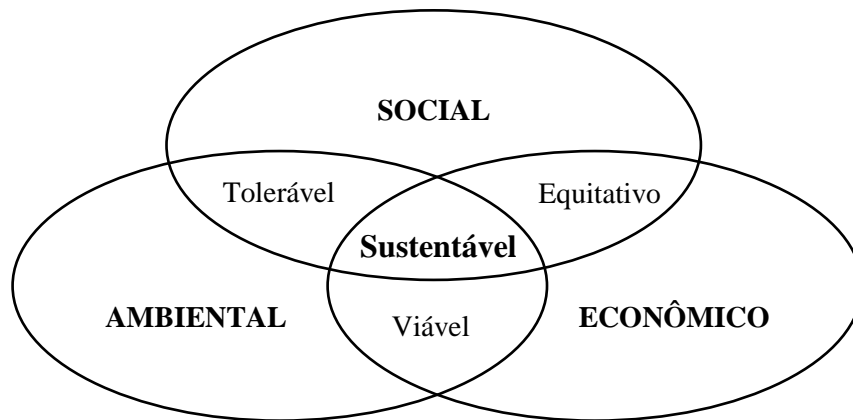 SOCIAL
Tolerável
Equitativo
Sustentável
AMBIENTAL
Viável
ECONÔMICO